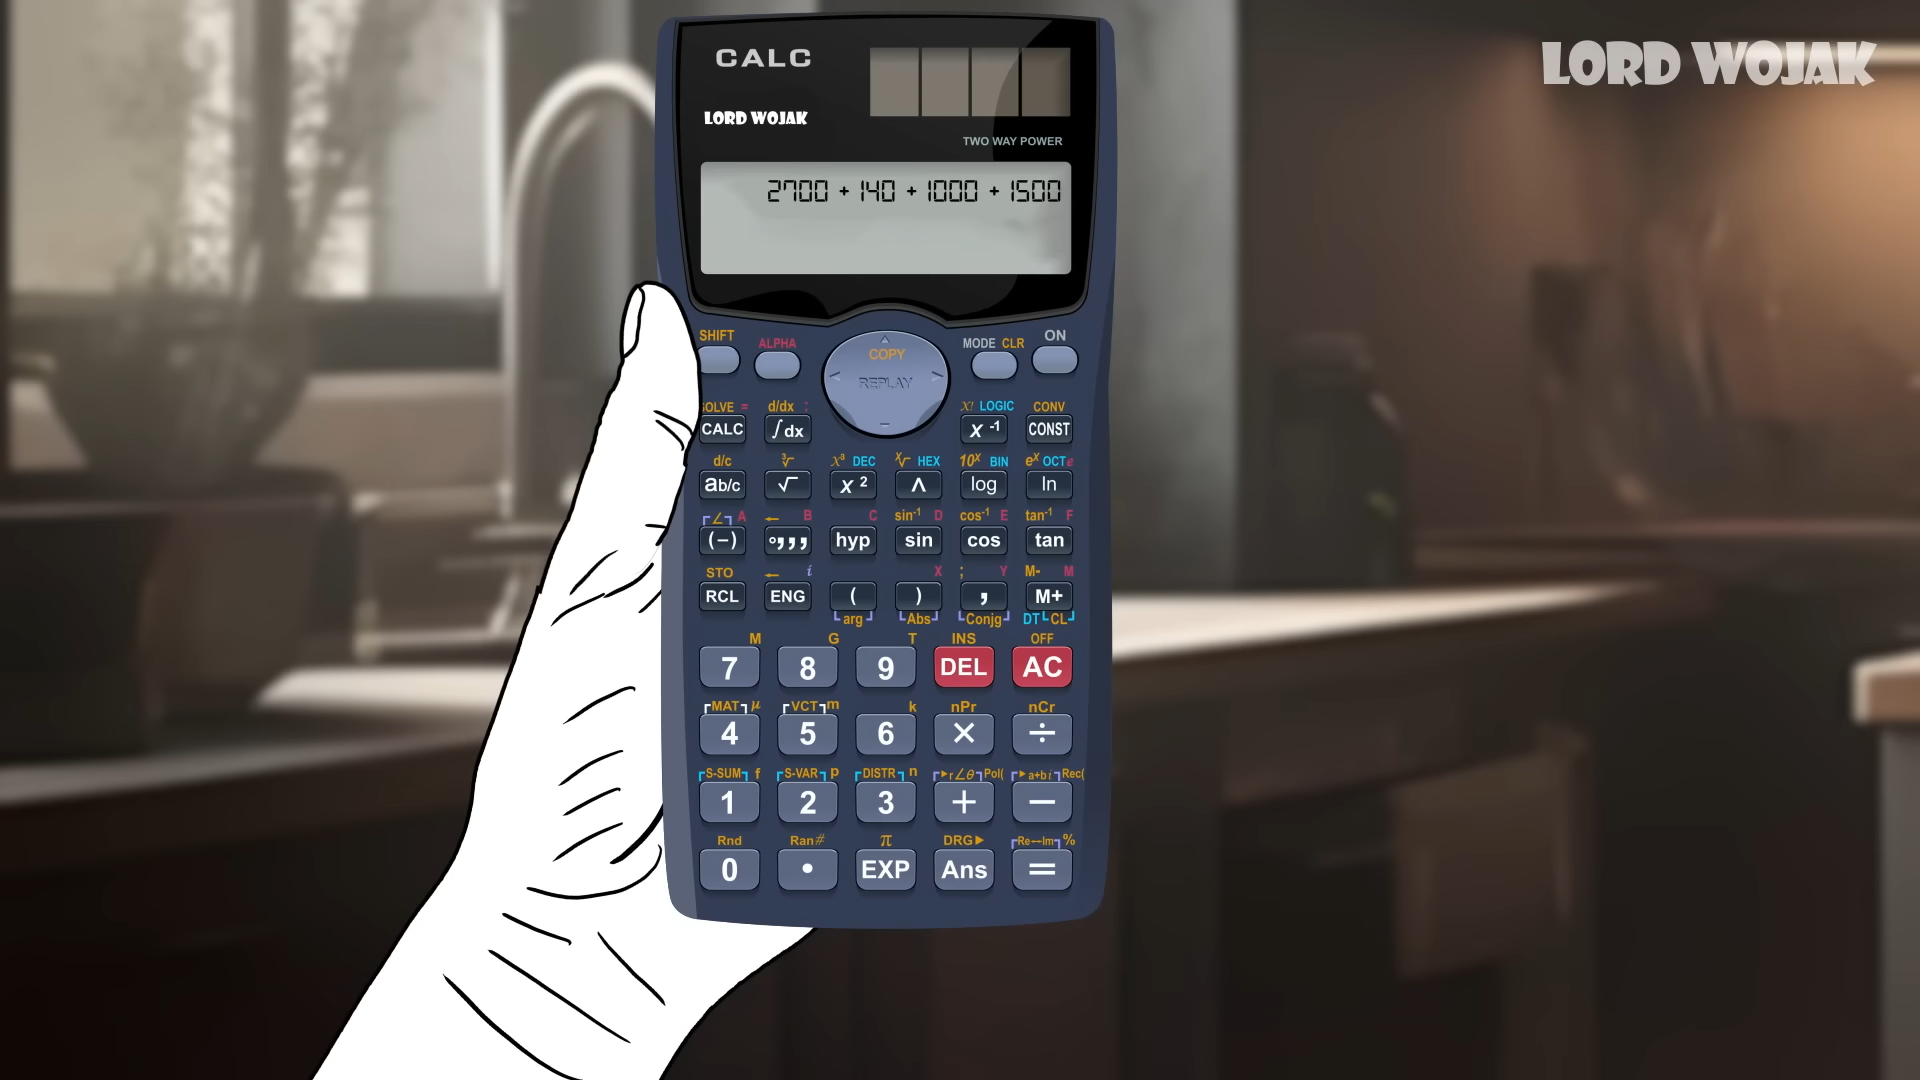 LORD WOJAK
CALC
LORD WOJAK
TWO WAY POWER
2700 + 140 + 1000 + 1500
SHIFT ALPHA COPY MODE CLR ON
REPLAY
SOLVE = d/dx : X! LOGIC CONV
CALC ∫dx X⁻¹ CONST
d/c ³√ X³ DEC ˣ√ HEX 10ˣ BIN eˣ OCT e
ab/c √ X² ∧ log ln
∠ A ← B C sin⁻¹ D cos⁻¹ E tan⁻¹ F
(−) °,,, hyp sin cos tan
STO ← i X ; Y M- M
RCL ENG ( ) , M+
arg Abs Conjg DT CL
M G T INS OFF
7 8 9 DEL AC
MAT μ VCT m k nPr nCr
4 5 6 × ÷
S-SUM f S-VAR p DISTR n ▶r∠θ Pol( ▶a+bi Rec(
1 2 3 + −
Rnd Ran# π DRG▶ Re↔Im %
0 • EXP Ans =